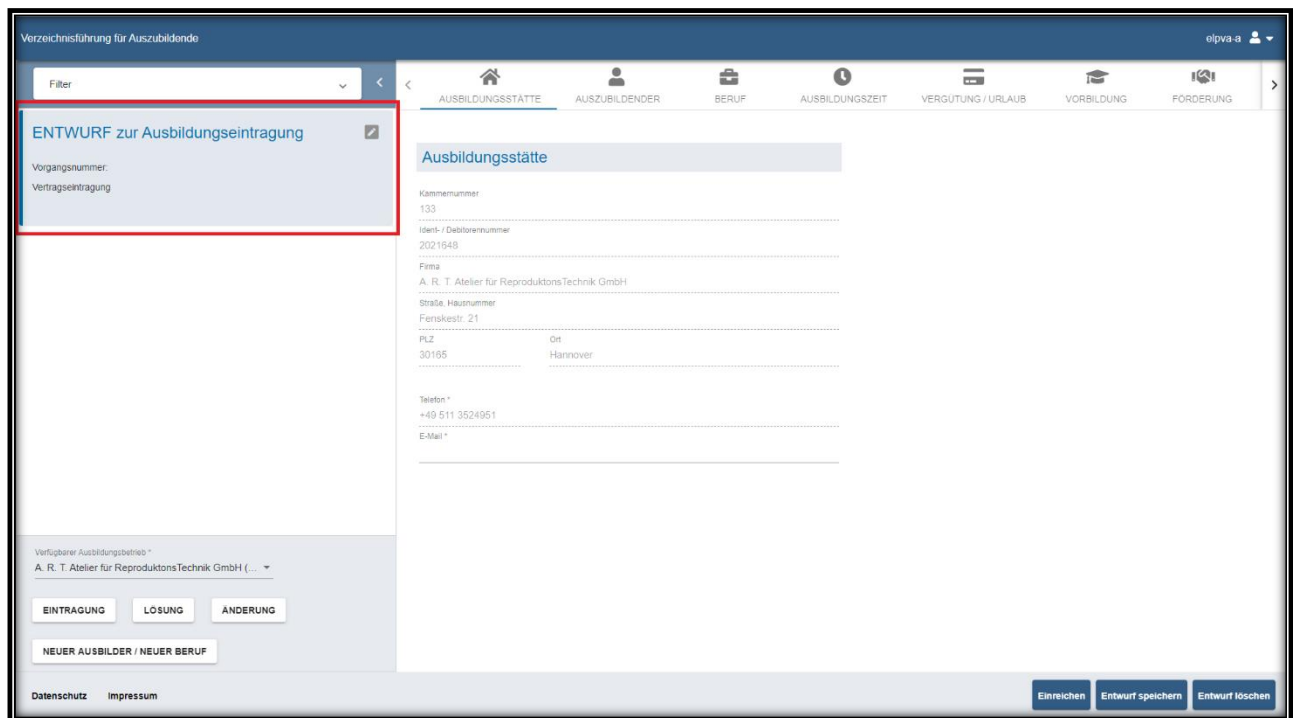 Verzeichnisführung für Auszubildende
elpva-a
Filter
AUSBILDUNGSSTÄTTE
AUSZUBILDENDER
BERUF
AUSBILDUNGSZEIT
VERGÜTUNG / URLAUB
VORBILDUNG
FÖRDERUNG
ENTWURF zur Ausbildungseintragung
Vorgangsnummer:
Vertragseintragung
Ausbildungsstätte
Kammernummer
133
Ident- / Debitorennummer
2021648
Firma
A. R. T. Atelier für ReproduktonsTechnik GmbH
Straße, Hausnummer
Fenskestr. 21
PLZ Ort
30165 Hannover
Telefon *
+49 511 3524951
E-Mail *
Verfügbarer Ausbildungsbetrieb *
A. R. T. Atelier für ReproduktonsTechnik GmbH (...
EINTRAGUNG LÖSUNG ÄNDERUNG
NEUER AUSBILDER / NEUER BERUF
Datenschutz Impressum
Einreichen Entwurf speichern Entwurf löschen